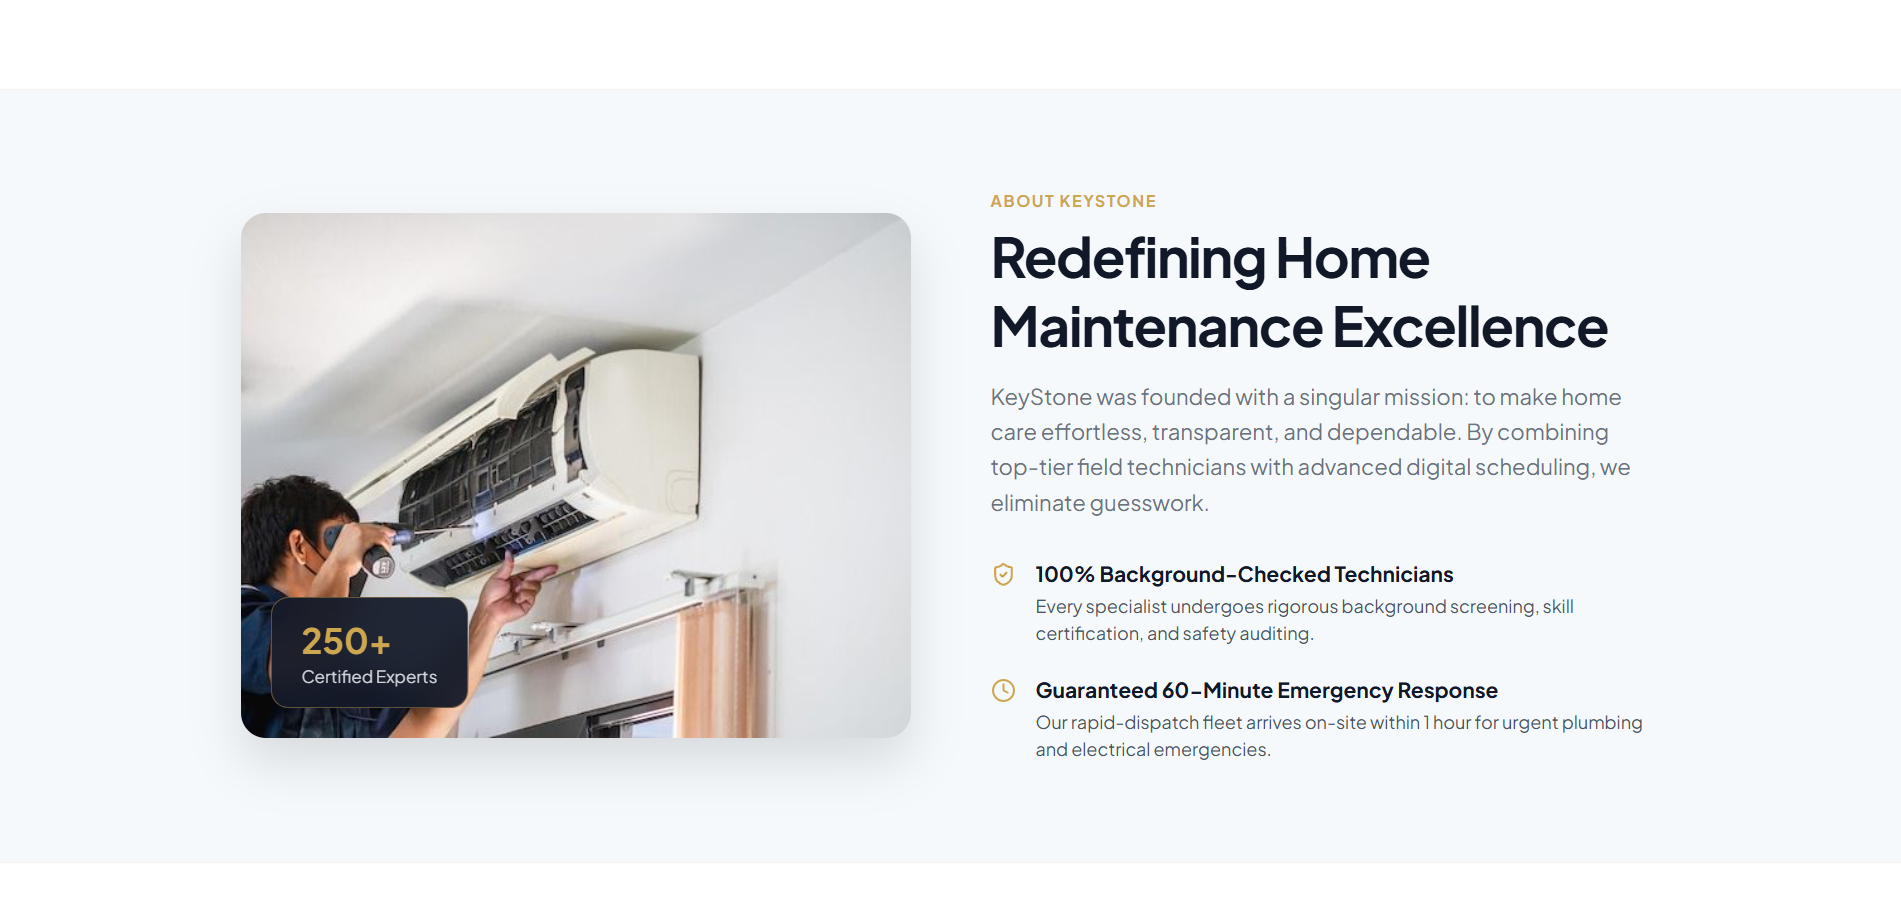 ABOUT KEYSTONE
Redefining Home
Maintenance Excellence
KeyStone was founded with a singular mission: to make home
care effortless, transparent, and dependable. By combining
top-tier field technicians with advanced digital scheduling, we
eliminate guesswork.
100% Background-Checked Technicians
Every specialist undergoes rigorous background screening, skill
certification, and safety auditing.
Guaranteed 60-Minute Emergency Response
Our rapid-dispatch fleet arrives on-site within 1 hour for urgent plumbing
and electrical emergencies.
250+
Certified Experts